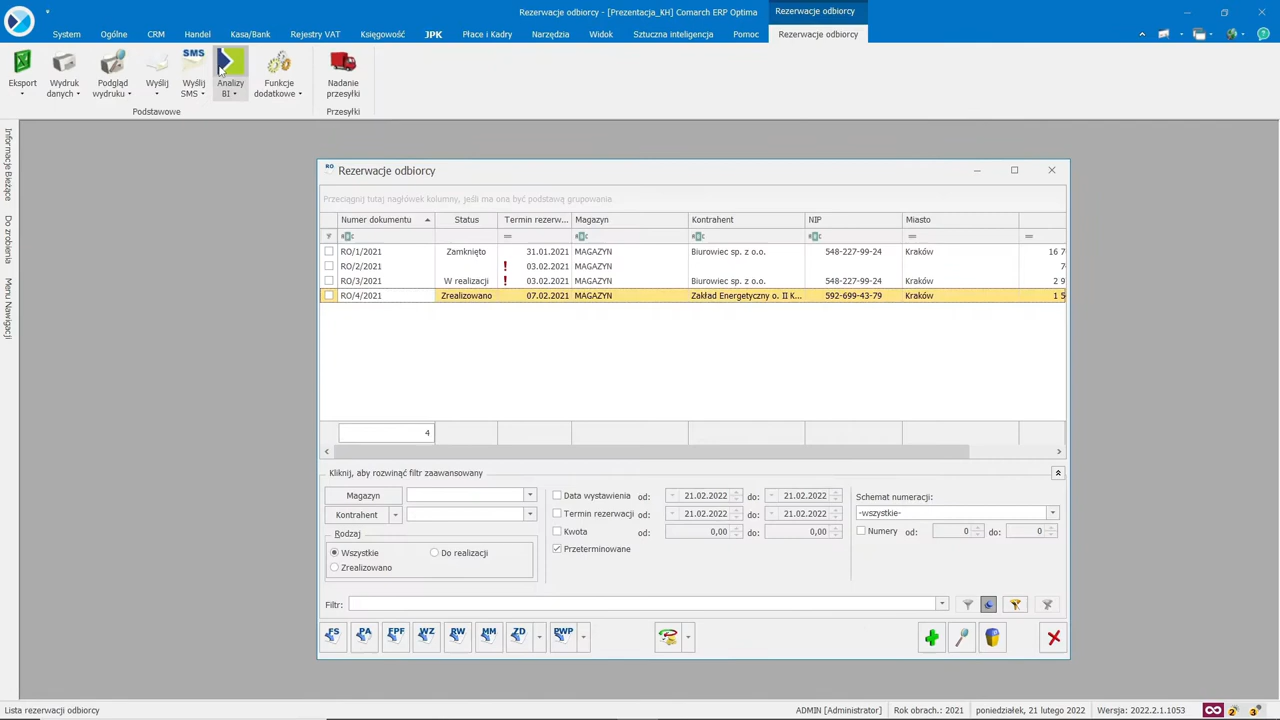 Rezerwacje odbiorcy - [Prezentacja_KH] Comarch ERP Optima
Rezerwacje odbiorcy
System Ogólne CRM Handel Kasa/Bank Rejestry VAT Księgowość JPK Płace i Kadry Narzędzia Widok Sztuczna inteligencja Pomoc Rezerwacje odbiorcy
Eksport
Wydruk danych
Podgląd wydruku
Wyślij
SMS
Wyślij SMS
Analizy BI
Funkcje dodatkowe
Nadanie przesyłki
Podstawowe
Przesyłki
Informacje Bieżące
Do zrobienia
Menu Nawigacji
RO
Rezerwacje odbiorcy
Przeciągnij tutaj nagłówek kolumny, jeśli ma ona być podstawą grupowania
Numer dokumentu Status Termin rezerw... Magazyn Kontrahent NIP Miasto
RO/1/2021 Zamknięto 31.01.2021 MAGAZYN Biurowiec sp. z o.o. 548-227-99-24 Kraków 16 7
RO/2/2021 ! 03.02.2021 MAGAZYN
RO/3/2021 W realizacji ! 03.02.2021 MAGAZYN Biurowiec sp. z o.o. 548-227-99-24 Kraków 2 9
RO/4/2021 Zrealizowano 07.02.2021 MAGAZYN Zakład Energetyczny o. II K... 592-699-43-79 Kraków 1 5
4
Kliknij, aby rozwinąć filtr zaawansowany
Magazyn
Kontrahent
Rodzaj
Wszystkie Do realizacji
Zrealizowano
Data wystawienia od: 21.02.2022 do: 21.02.2022
Termin rezerwacji od: 21.02.2022 do: 21.02.2022
Kwota od: 0,00 do: 0,00
Przeterminowane
Schemat numeracji:
-wszystkie-
Numery od: 0 do: 0
Filtr:
FS PA FPF WZ RW MM ZD PWP
Lista rezerwacji odbiorcy
ADMIN [Administrator] Rok obrach.: 2021 poniedziałek, 21 lutego 2022 Wersja: 2022.2.1.1053 2 3